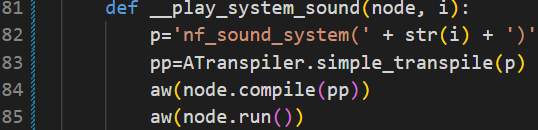 81 def __play_system_sound(node, i):
82 p='nf_sound_system(' + str(i) + ')'
83 pp=ATranspiler.simple_transpile(p)
84 aw(node.compile(pp))
85 aw(node.run())